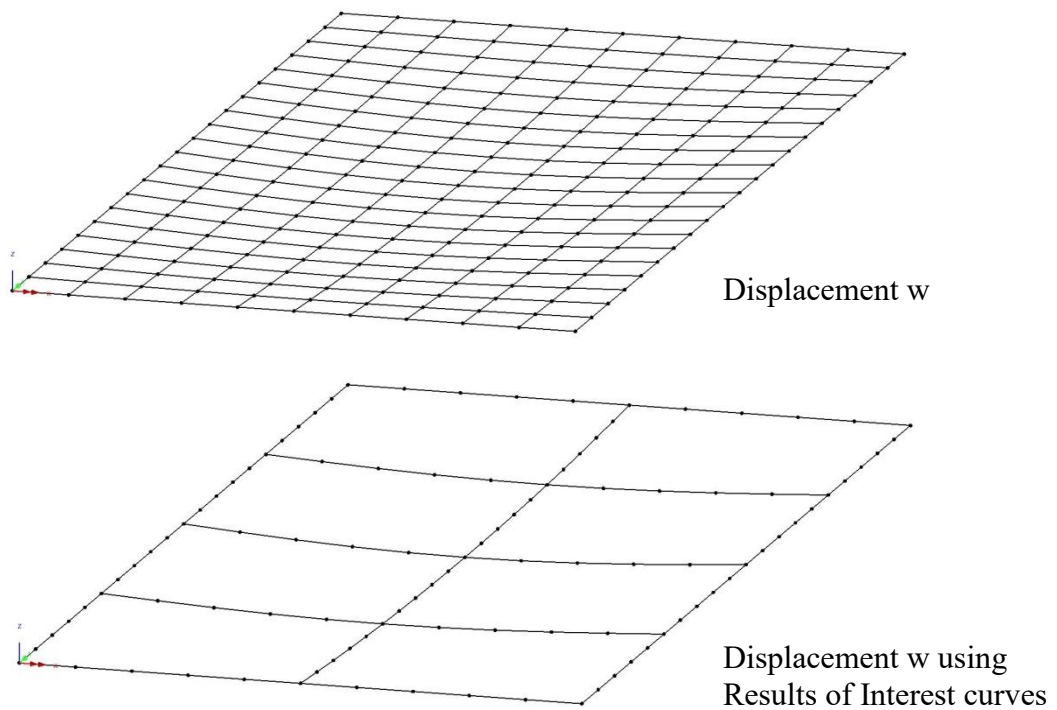 z
Displacement w
z
Displacement w using
Results of Interest curves